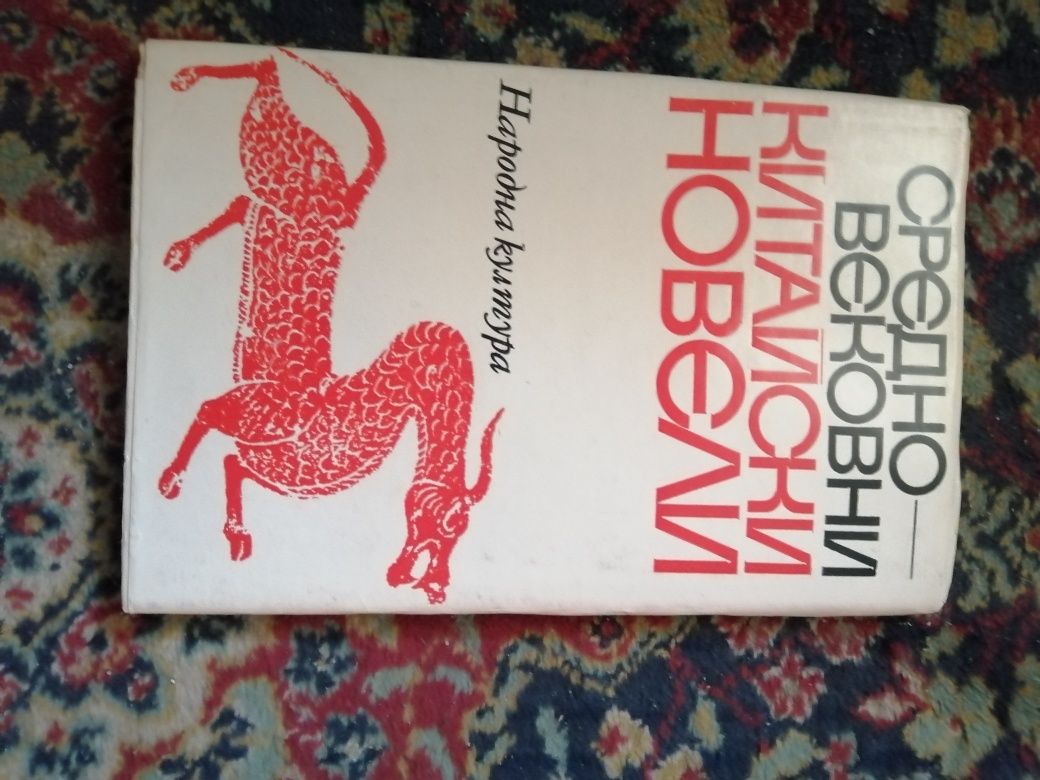 СРЕДНО—
ВЕКОВНИ
КИТАЙСКИ
НОВЕЛИ
Народна култура